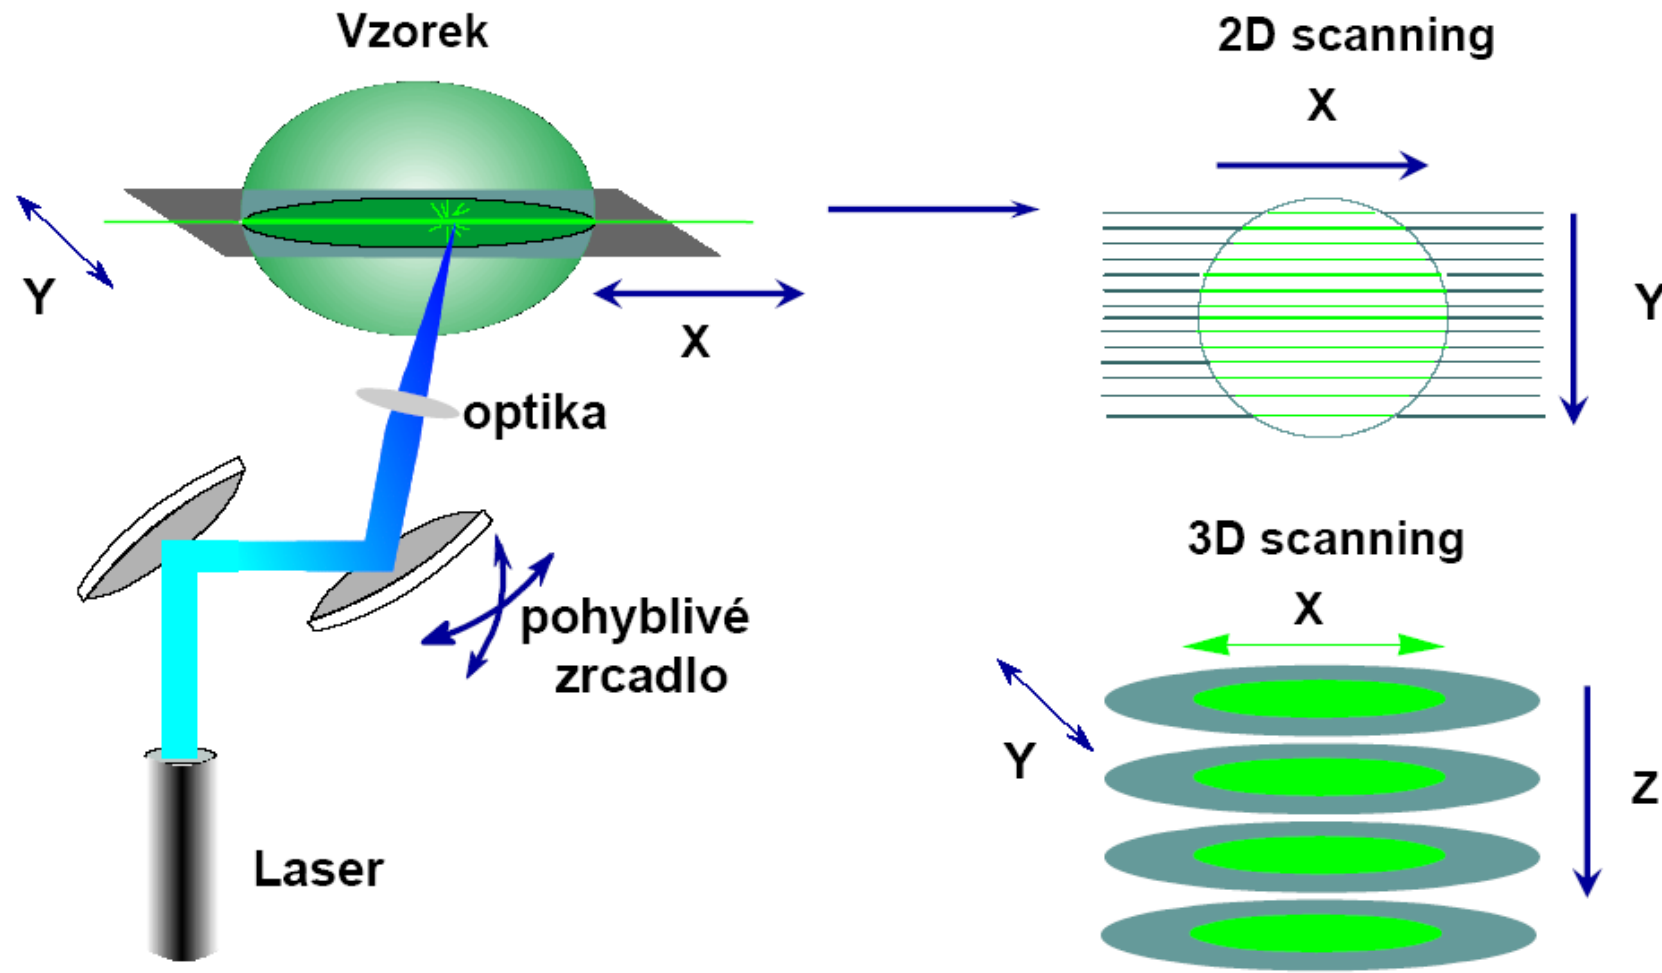 Vzorek
Y
X
optika
pohyblivé
zrcadlo
Laser
2D scanning
X
Y
3D scanning
X
Y
Z